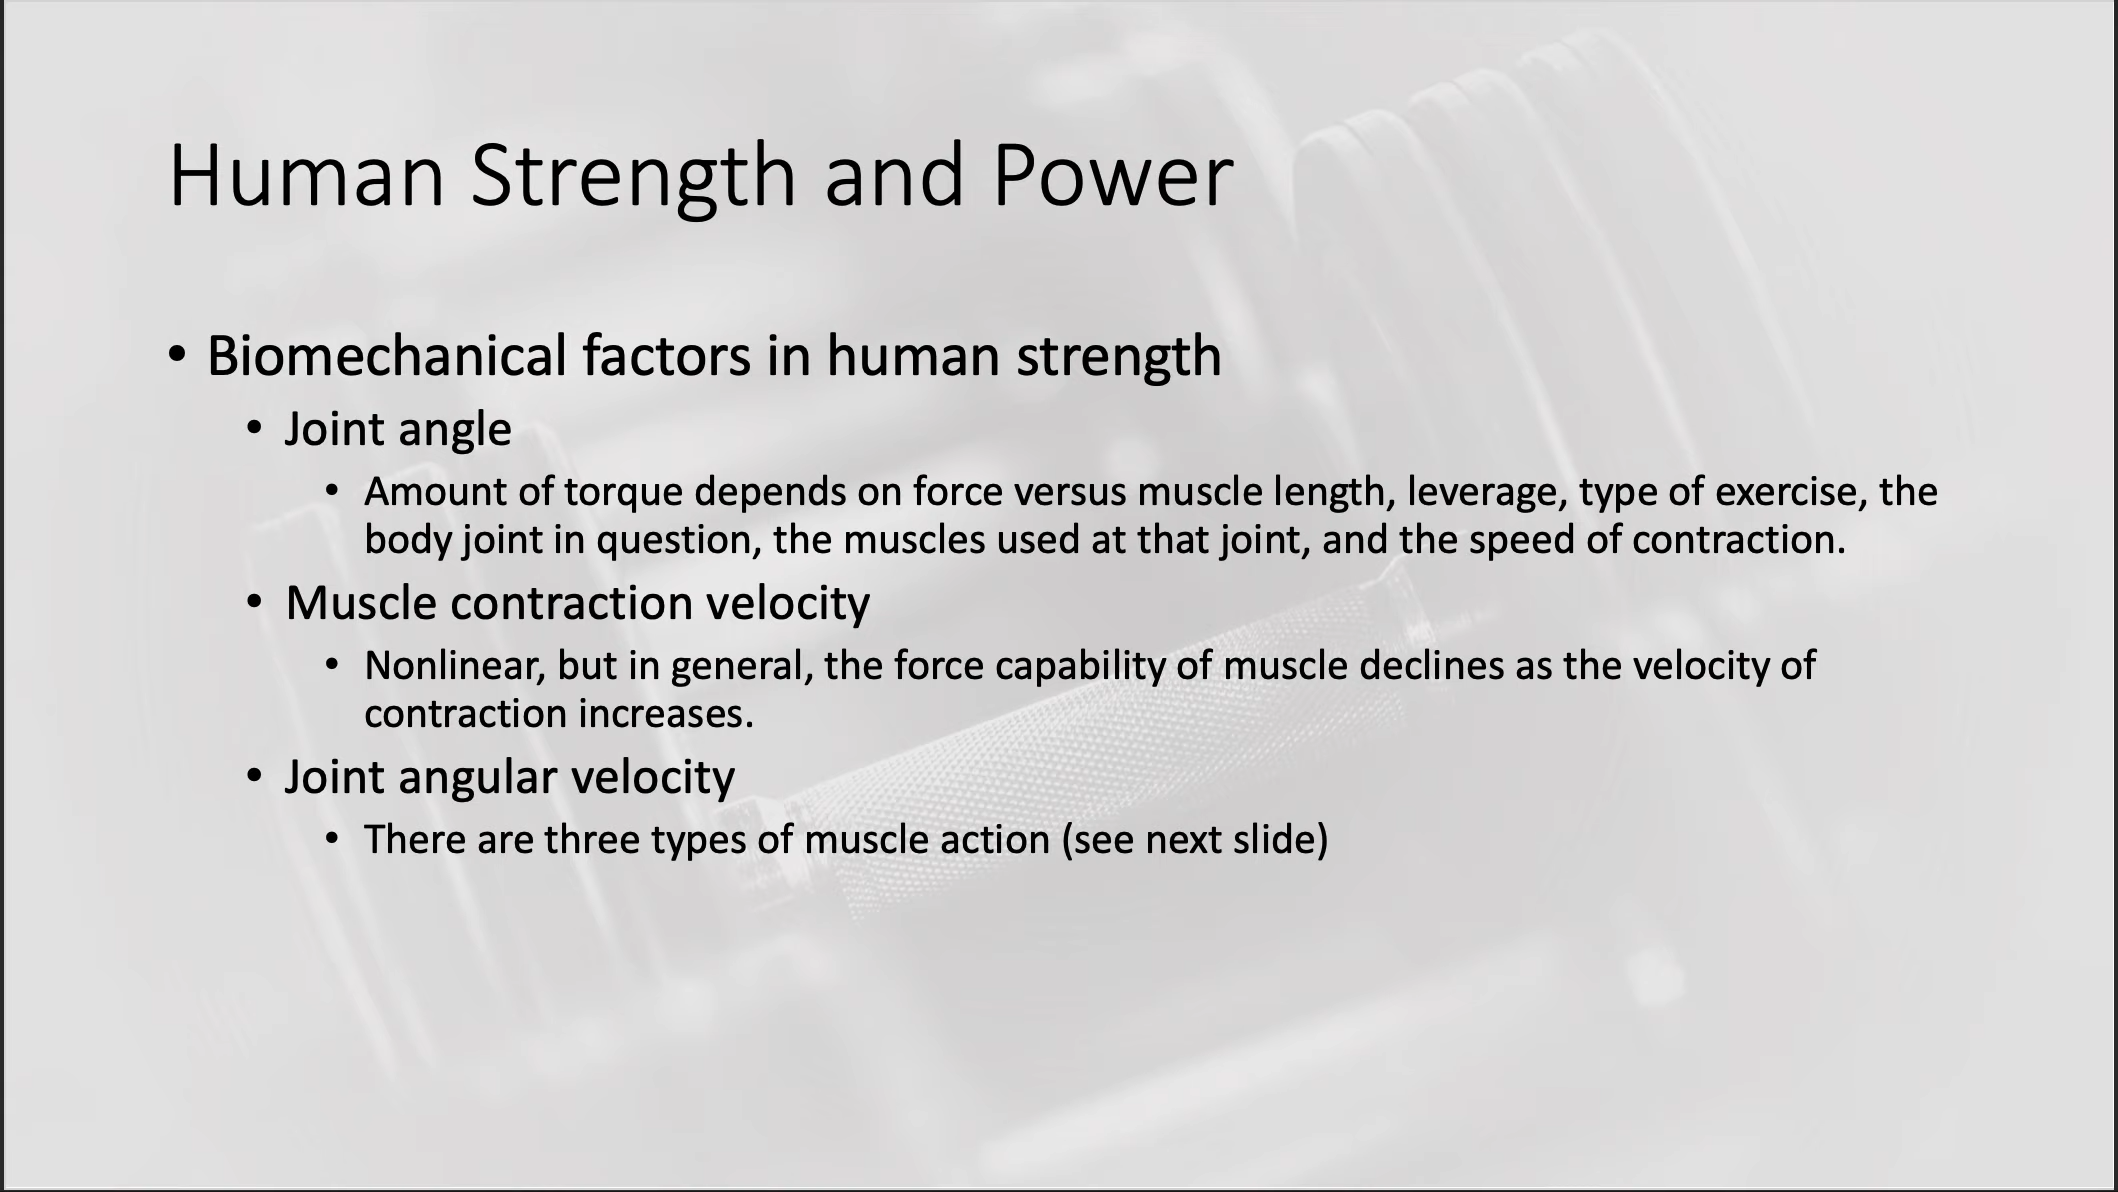 Human Strength and Power
• Biomechanical factors in human strength
• Joint angle
• Amount of torque depends on force versus muscle length, leverage, type of exercise, the
body joint in question, the muscles used at that joint, and the speed of contraction.
• Muscle contraction velocity
• Nonlinear, but in general, the force capability of muscle declines as the velocity of
contraction increases.
• Joint angular velocity
• There are three types of muscle action (see next slide)